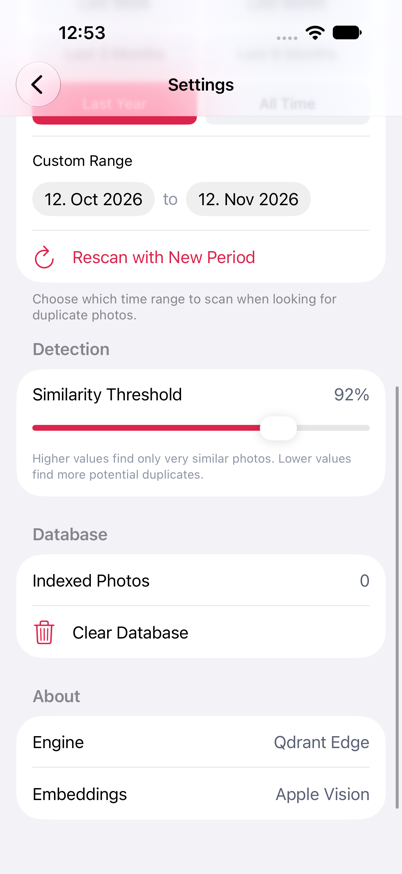 12:53
Settings
Last Year
All Time
Custom Range
12. Oct 2026 to 12. Nov 2026
Rescan with New Period
Choose which time range to scan when looking for
duplicate photos.
Detection
Similarity Threshold 92%
Higher values find only very similar photos. Lower values
find more potential duplicates.
Database
Indexed Photos 0
Clear Database
About
Engine Qdrant Edge
Embeddings Apple Vision